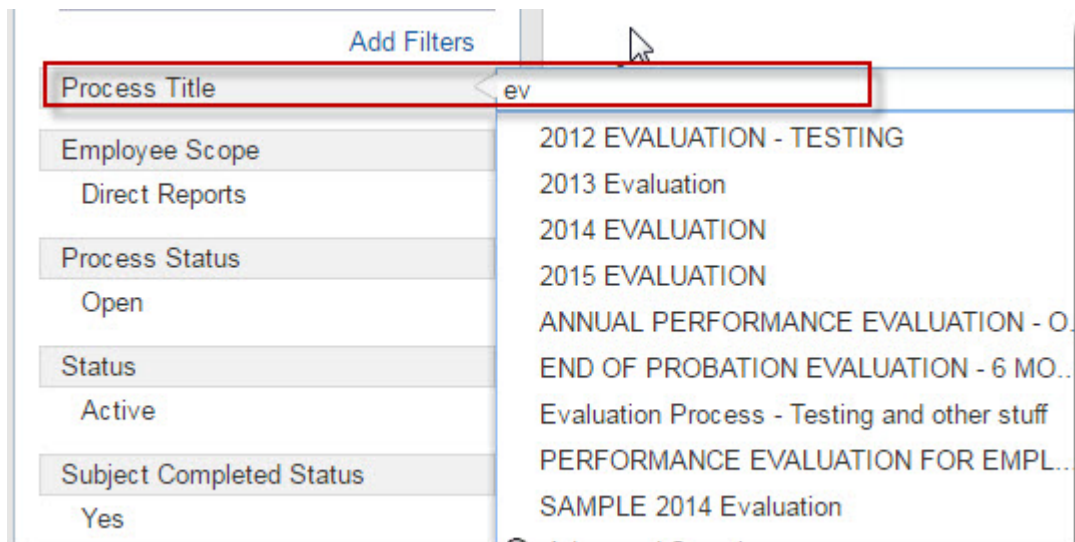 Add Filters
Process Title
ev
Employee Scope
Direct Reports
Process Status
Open
Status
Active
Subject Completed Status
Yes
2012 EVALUATION - TESTING
2013 Evaluation
2014 EVALUATION
2015 EVALUATION
ANNUAL PERFORMANCE EVALUATION - O.
END OF PROBATION EVALUATION - 6 MO...
Evaluation Process - Testing and other stuff
PERFORMANCE EVALUATION FOR EMPL...
SAMPLE 2014 Evaluation